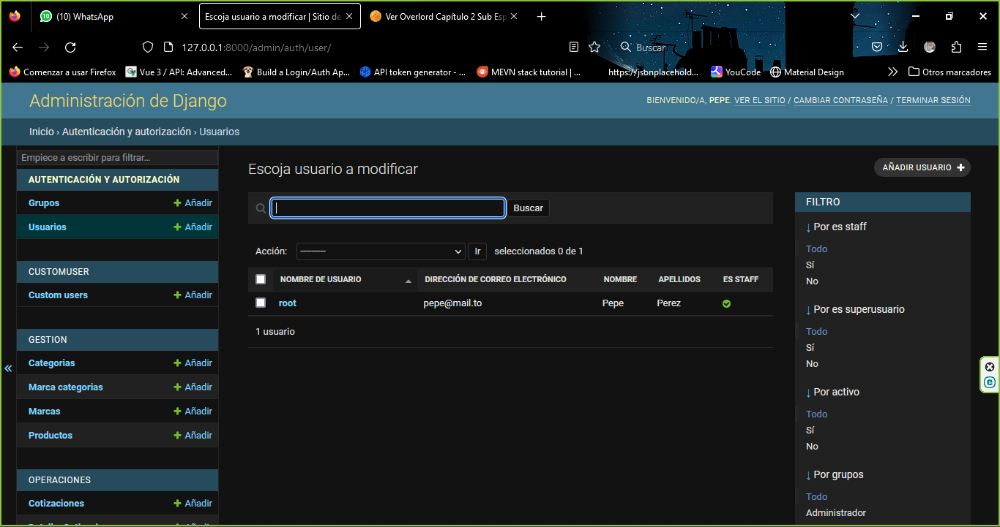 (10) WhatsApp
Escoja usuario a modificar | Sitio de
Ver Overlord Capítulo 2 Sub Esp
127.0.0.1:8000/admin/auth/user/
Buscar
Comenzar a usar Firefox
Vue 3 / API: Advanced...
Build a Login/Auth Ap...
API token generator - ...
MEVN stack tutorial | ...
https://jsonplacehold...
YouCode
Material Design
Otros marcadores
Administración de Django
BIENVENIDO/A, PEPE. VER EL SITIO / CAMBIAR CONTRASEÑA / TERMINAR SESIÓN
Inicio › Autenticación y autorización › Usuarios
Empiece a escribir para filtrar...
AUTENTICACIÓN Y AUTORIZACIÓN
Grupos + Añadir
Usuarios + Añadir
CUSTOMUSER
Custom users + Añadir
GESTION
Categorias + Añadir
Marca categorias + Añadir
Marcas + Añadir
Productos + Añadir
OPERACIONES
Cotizaciones + Añadir
Escoja usuario a modificar
AÑADIR USUARIO +
Buscar
Acción: --------- Ir seleccionados 0 de 1
NOMBRE DE USUARIO DIRECCIÓN DE CORREO ELECTRÓNICO NOMBRE APELLIDOS ES STAFF
root pepe@mail.to Pepe Perez
1 usuario
FILTRO
↓ Por es staff
Todo
Sí
No
↓ Por es superusuario
Todo
Sí
No
↓ Por activo
Todo
Sí
No
↓ Por grupos
Todo
Administrador